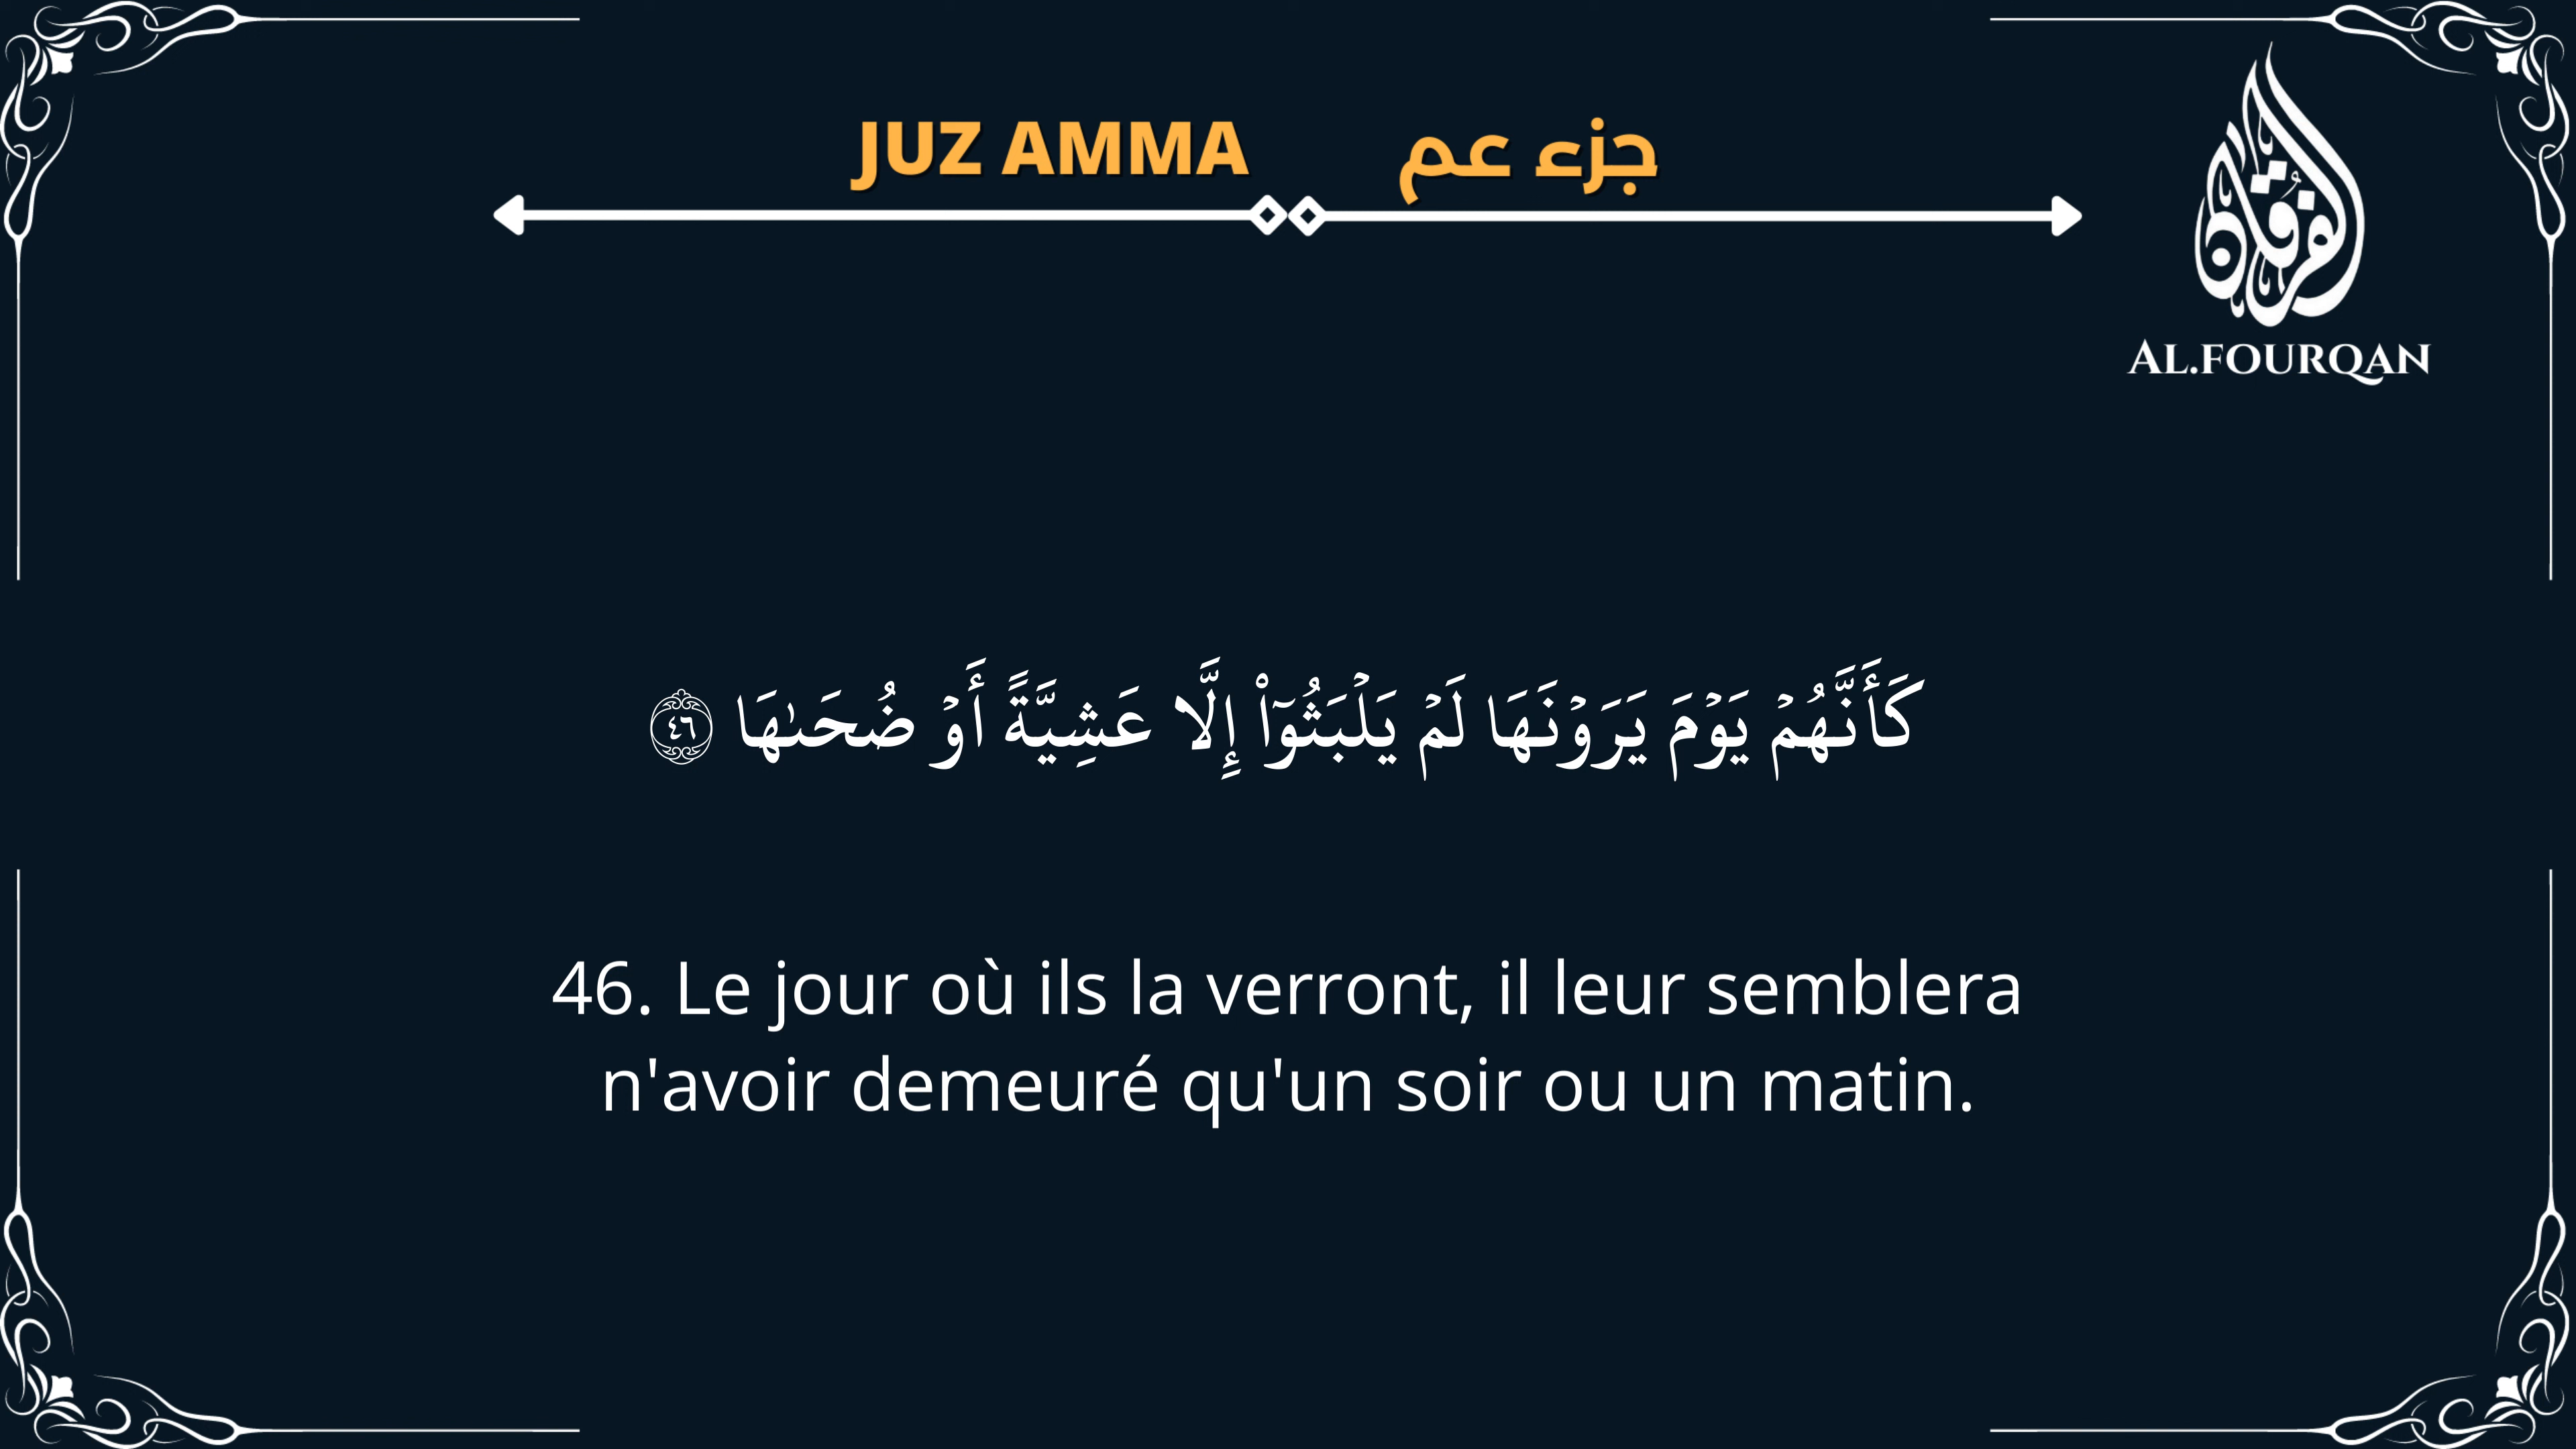 JUZ AMMA جزء عم
الفرقان
AL.FOURQAN
كَأَنَّهُمۡ يَوۡمَ يَرَوۡنَهَا لَمۡ يَلۡبَثُوٓاْ إِلَّا عَشِيَّةً أَوۡ ضُحَىٰهَا ٤٦
46. Le jour où ils la verront, il leur semblera
n'avoir demeuré qu'un soir ou un matin.